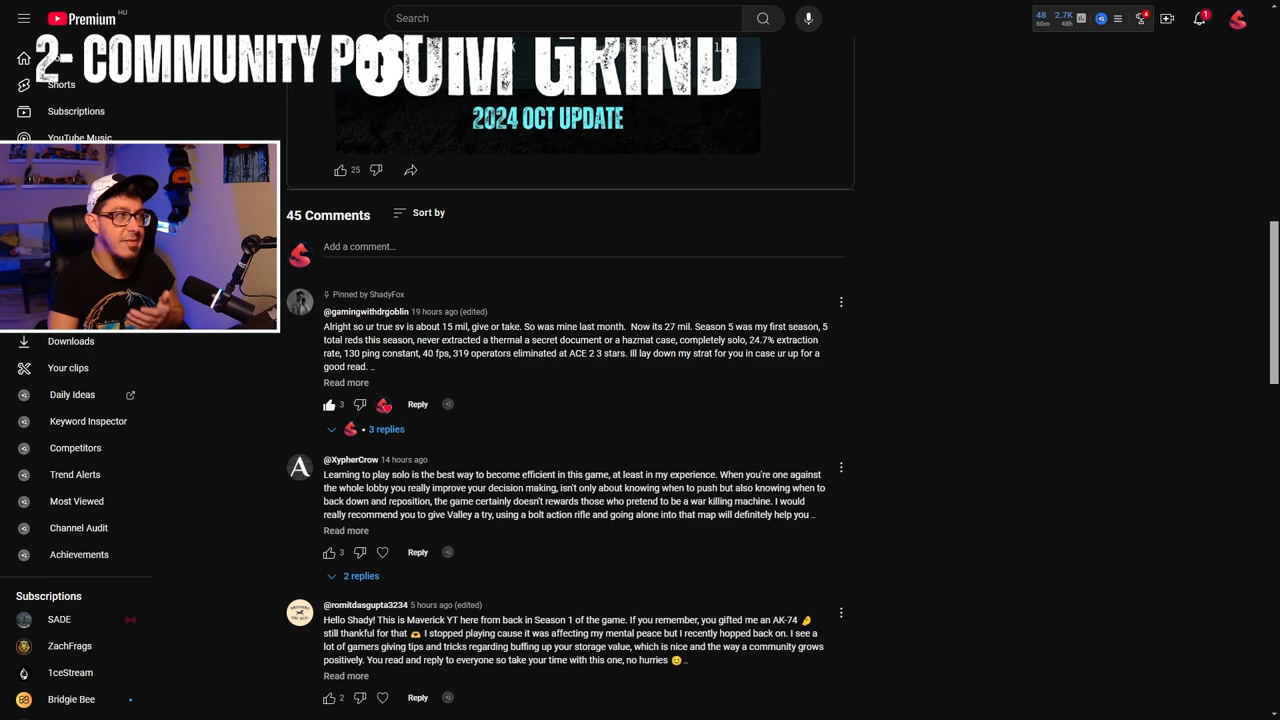 Premium HU
Search
48
60m
2.7K
48h
4
1
2- COMMUNITY POST
GRIND
2024 OCT UPDATE
Shorts
Subscriptions
YouTube Music
25
45 Comments
Sort by
Add a comment...
Pinned by ShadyFox
@gamingwithdrgoblin 19 hours ago (edited)
Alright so ur true sv is about 15 mil, give or take. So was mine last month. Now its 27 mil. Season 5 was my first season, 5
total reds this season, never extracted a thermal a secret document or a hazmat case, completely solo, 24.7% extraction
rate, 130 ping constant, 40 fps, 319 operators eliminated at ACE 2 3 stars. Ill lay down my strat for you in case ur up for a
good read. ...
Read more
3
Reply
3 replies
@XypherCrow 14 hours ago
Learning to play solo is the best way to become efficient in this game, at least in my experience. When you're one against
the whole lobby you really improve your decision making, isn't only about knowing when to push but also knowing when to
back down and reposition, the game certainly doesn't rewards those who pretend to be a war killing machine. I would
really recommend you to give Valley a try, using a bolt action rifle and going alone into that map will definitely help you ...
Read more
3
Reply
2 replies
@romitdasgupta3234 5 hours ago (edited)
Hello Shady! This is Maverick YT here from back in Season 1 of the game. If you remember, you gifted me an AK-74 🤌
still thankful for that 🫶 I stopped playing cause it was affecting my mental peace but I recently hopped back on. I see a
lot of gamers giving tips and tricks regarding buffing up your storage value, which is nice and the way a community grows
positively. You read and reply to everyone so take your time with this one, no hurries 😊 ...
Read more
2
Reply
Downloads
Your clips
Daily Ideas
Keyword Inspector
Competitors
Trend Alerts
Most Viewed
Channel Audit
Achievements
Subscriptions
SADE
ZachFrags
1ceStream
Bridgie Bee